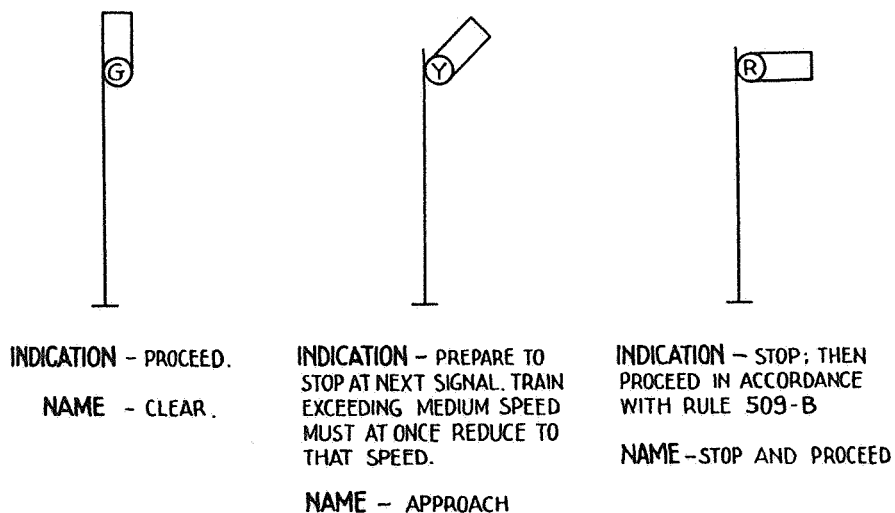 G
INDICATION - PROCEED.
NAME - CLEAR.
Y
INDICATION - PREPARE TO
STOP AT NEXT SIGNAL. TRAIN
EXCEEDING MEDIUM SPEED
MUST AT ONCE REDUCE TO
THAT SPEED.
NAME - APPROACH
R
INDICATION - STOP; THEN
PROCEED IN ACCORDANCE
WITH RULE 509-B
NAME-STOP AND PROCEED